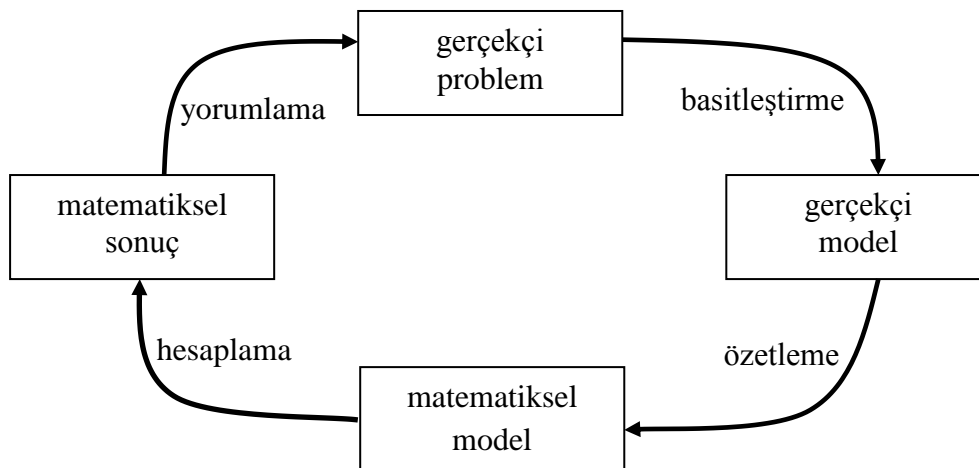 gerçekçi
problem
yorumlama
basitleştirme
matematiksel
sonuç
gerçekçi
model
hesaplama
özetleme
matematiksel
model